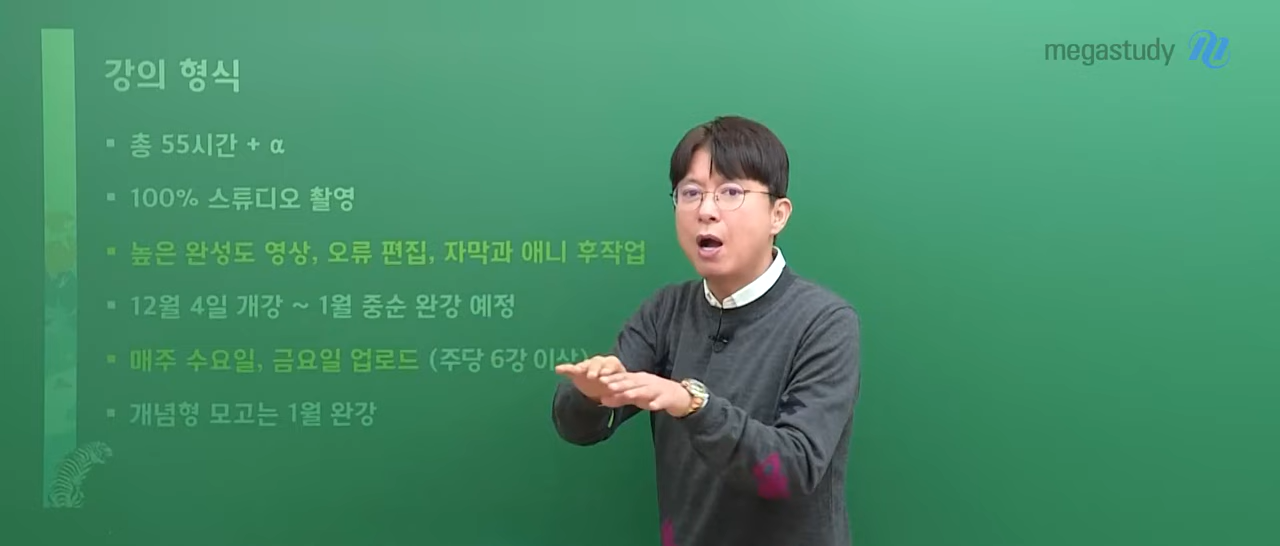 megastudy
강의 형식
총 55시간 + α
100% 스튜디오 촬영
높은 완성도 영상, 오류 편집, 자막과 애니 후작업
12월 4일 개강 ~ 1월 중순 완강 예정
매주 수요일, 금요일 업로드 (주당 6강 이상)
개념형 모고는 1월 완강